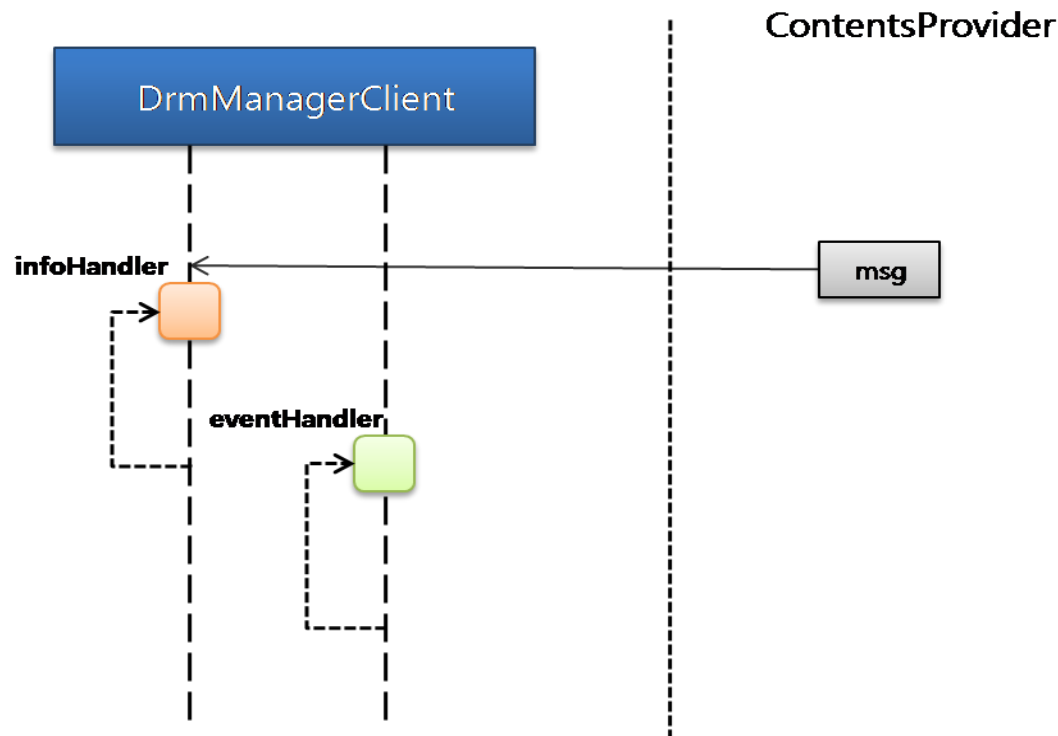 ContentsProvider
DrmManagerClient
infoHandler
msg
eventHandler